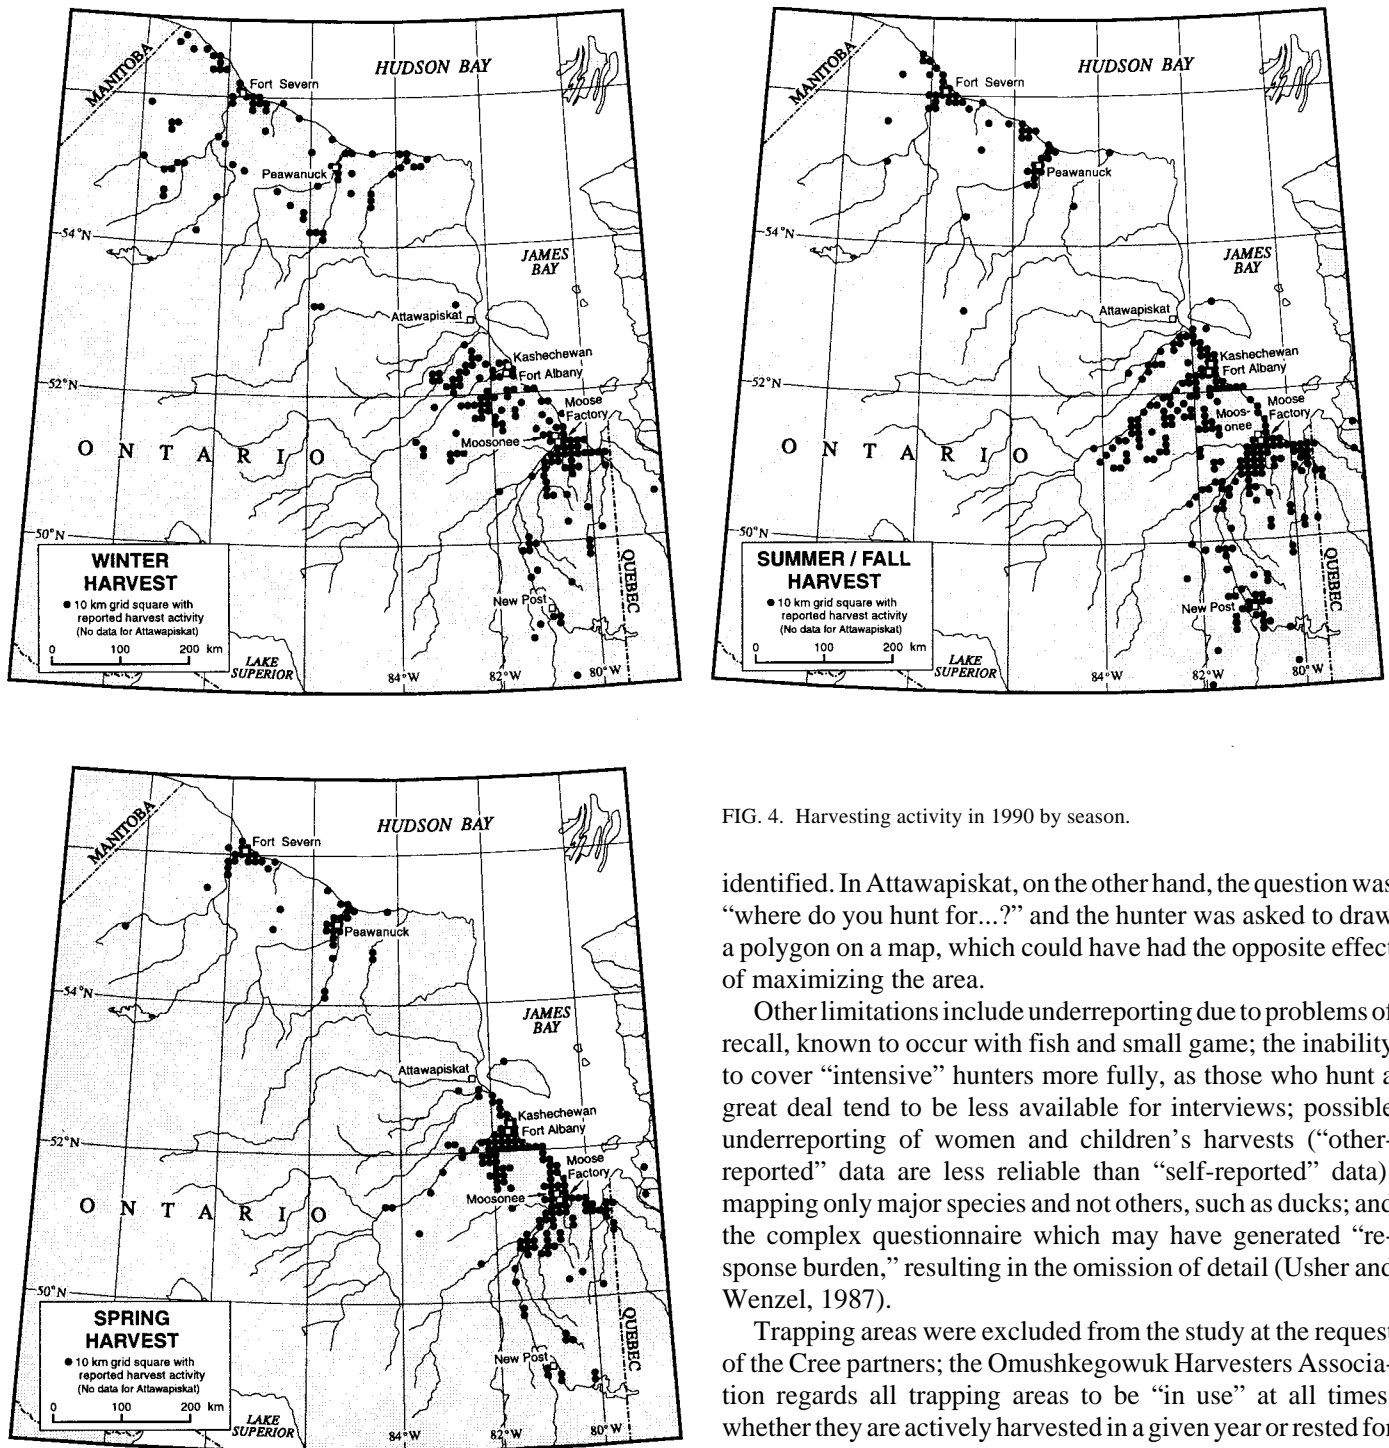 MANITOBA
HUDSON BAY
Fort Severn
Peawanuck
54°N
JAMES
BAY
Attawapiskat
Kashechewan
Fort Albany
52°N
Moose
Factory
Moosonee
ONTARIO
50°N
WINTER
HARVEST
● 10 km grid square with
reported harvest activity
(No data for Attawapiskat)
0 100 200 km
New Post
QUEBEC
LAKE
SUPERIOR
84°W 82°W 80°W
MANITOBA
HUDSON BAY
Fort Severn
Peawanuck
54°N
JAMES
BAY
Attawapiskat
Kashechewan
Fort Albany
52°N
Moos-
onee
Moose
Factory
ONTARIO
50°N
SUMMER / FALL
HARVEST
● 10 km grid square with
reported harvest activity
(No data for Attawapiskat)
0 100 200 km
New Post
QUEBEC
LAKE
SUPERIOR
84°W 82°W 80°W
MANITOBA
HUDSON BAY
Fort Severn
Peawanuck
54°N
JAMES
BAY
Attawapiskat
Kashechewan
Fort Albany
52°N
Moose
Factory
Moosonee
ONTARIO
50°N
SPRING
HARVEST
● 10 km grid square with
reported harvest activity
(No data for Attawapiskat)
0 100 200 km
New Post
QUEBEC
LAKE
SUPERIOR
84°W 82°W 80°W
FIG. 4. Harvesting activity in 1990 by season.
identified. In Attawapiskat, on the other hand, the question was
“where do you hunt for...?” and the hunter was asked to draw
a polygon on a map, which could have had the opposite effect
of maximizing the area.
Other limitations include underreporting due to problems of
recall, known to occur with fish and small game; the inability
to cover “intensive” hunters more fully, as those who hunt a
great deal tend to be less available for interviews; possible
underreporting of women and children’s harvests (“other-
reported” data are less reliable than “self-reported” data)
mapping only major species and not others, such as ducks; and
the complex questionnaire which may have generated “re-
sponse burden,” resulting in the omission of detail (Usher and
Wenzel, 1987).
Trapping areas were excluded from the study at the request
of the Cree partners; the Omushkegowuk Harvesters Associa-
tion regards all trapping areas to be “in use” at all times
whether they are actively harvested in a given year or rested for